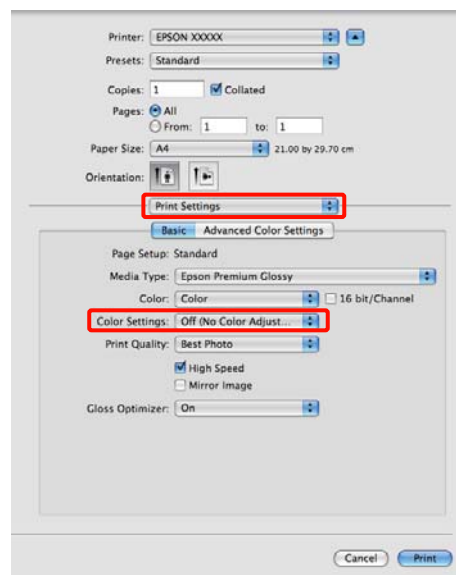 Printer: EPSON XXXXX
Presets: Standard
Copies: 1 Collated
Pages: All
From: 1 to: 1
Paper Size: A4 21.00 by 29.70 cm
Orientation:
Print Settings
Basic Advanced Color Settings
Page Setup: Standard
Media Type: Epson Premium Glossy
Color: Color 16 bit/Channel
Color Settings: Off (No Color Adjust...
Print Quality: Best Photo
High Speed
Mirror Image
Gloss Optimizer: On
Cancel Print